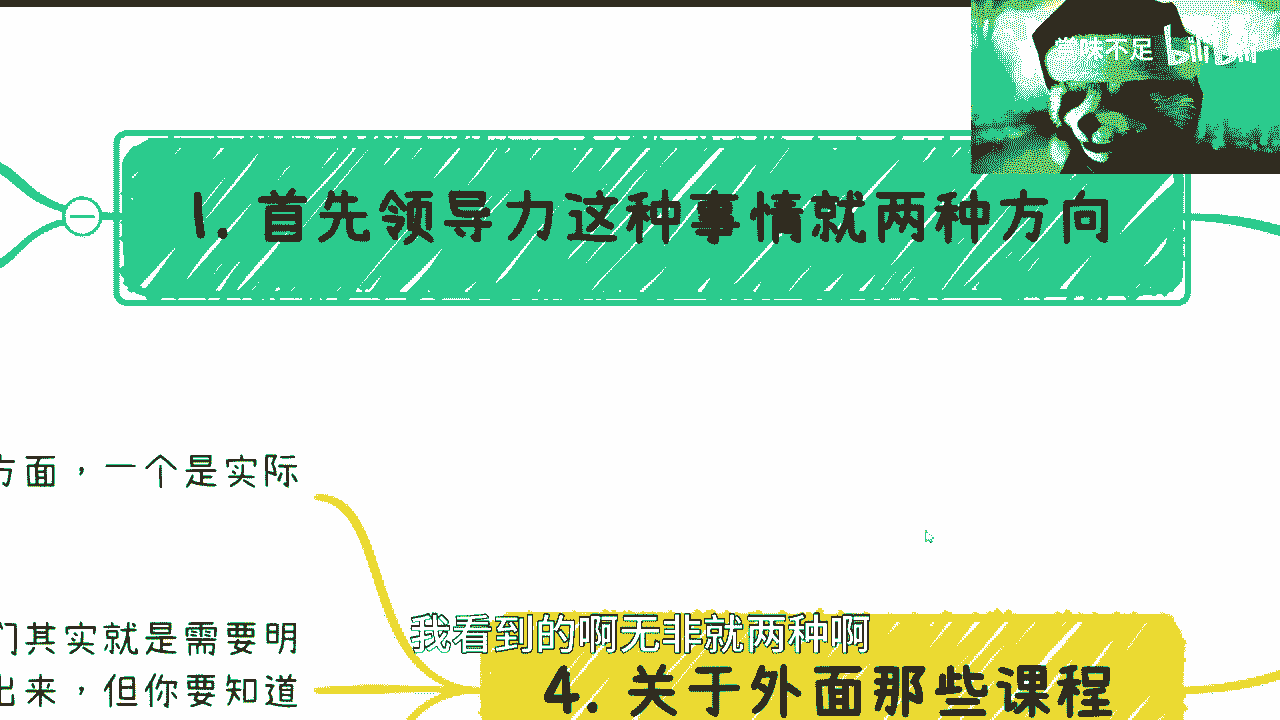 赏味不足 bilibili
1. 首先领导力这种事情就两种方向
方面，一个是实际
们其实就是需要明
出来，但你要知道
我看到的啊无非就两种啊
4. 关于外面那些课程